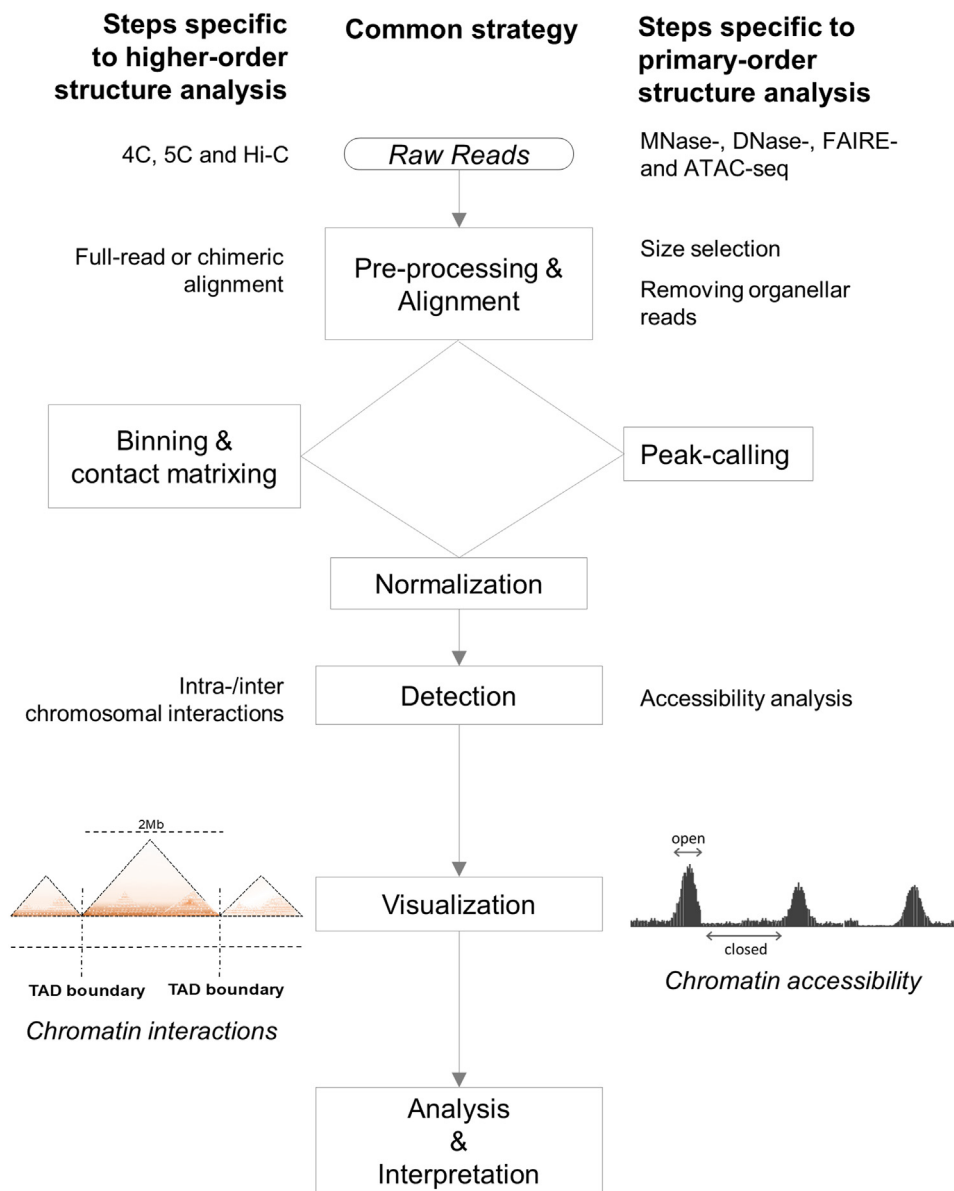 Steps specific
to higher-order
structure analysis
Common strategy
Steps specific to
primary-order
structure analysis
4C, 5C and Hi-C
Raw Reads
MNase-, DNase-, FAIRE-
and ATAC-seq
Full-read or chimeric
alignment
Pre-processing &
Alignment
Size selection
Removing organellar
reads
Binning &
contact matrixing
Peak-calling
Normalization
Intra-/inter
chromosomal interactions
Detection
Accessibility analysis
2Mb
TAD boundary
TAD boundary
Chromatin interactions
Visualization
open
closed
Chromatin accessibility
Analysis
&
Interpretation